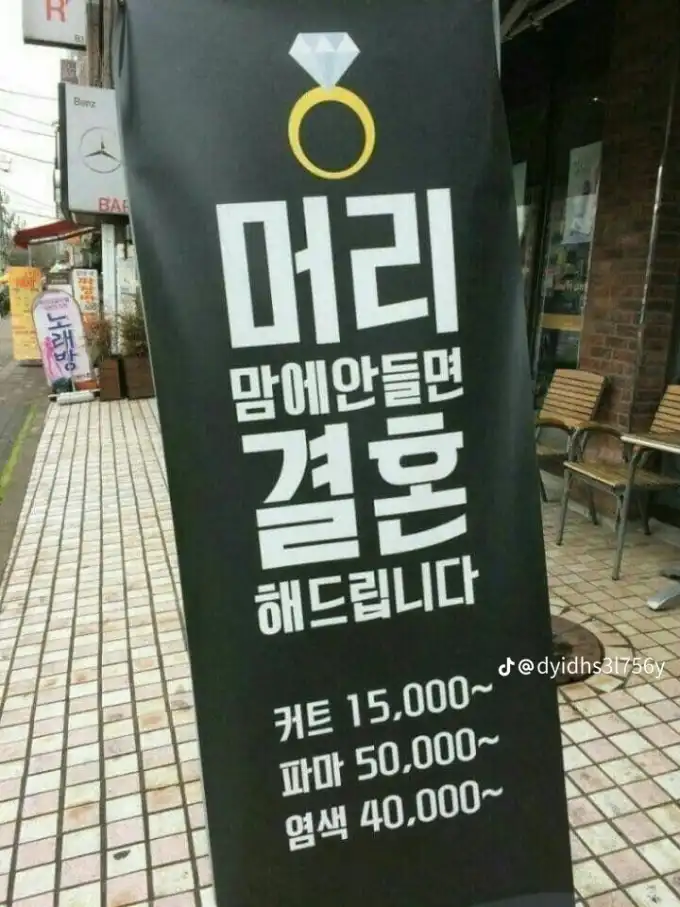 R'
Benz
BAR
노래방
머리
맘에안들면
결혼
해드립니다
커트 15,000~
파마 50,000~
염색 40,000~
@dyidhs3l756y